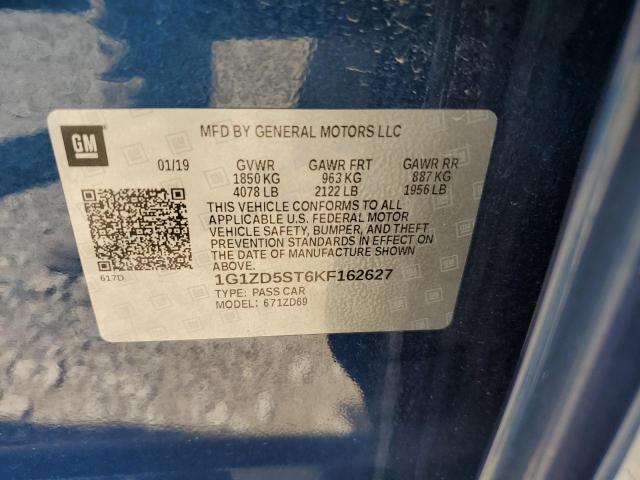 GM
MFD BY GENERAL MOTORS LLC
01/19 GVWR GAWR FRT GAWR RR
1850 KG 963 KG 887 KG
4078 LB 2122 LB 1956 LB
THIS VEHICLE CONFORMS TO ALL
APPLICABLE U.S. FEDERAL MOTOR
VEHICLE SAFETY, BUMPER, AND THEFT
PREVENTION STANDARDS IN EFFECT ON
THE DATE OF MANUFACTURE SHOWN
ABOVE.
617D
1G1ZD5ST6KF162627
TYPE: PASS CAR
MODEL: 671ZD69